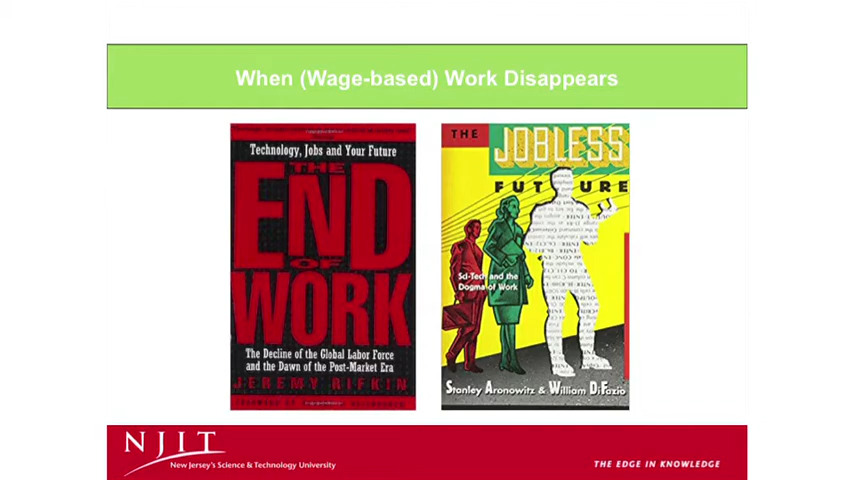 When (Wage-based) Work Disappears
Technology, Jobs and Your Future
THE
END
OF
WORK
The Decline of the Global Labor Force
and the Dawn of the Post-Market Era
JEREMY RIFKIN
THE
JOBLESS
FUTURE
Sci-Tech and the
Dogma of Work
Stanley Aronowitz & William DiFazio
NJIT
New Jersey's Science & Technology University
THE EDGE IN KNOWLEDGE